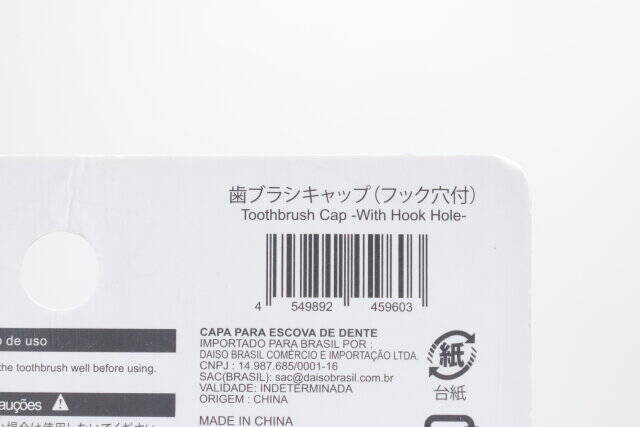 歯ブラシキャップ（フック穴付）
Toothbrush Cap -With Hook Hole-
4 549892 459603
de uso
the toothbrush well before using.
auções
CAPA PARA ESCOVA DE DENTE
IMPORTADO PARA BRASIL POR :
DAISO BRASIL COMÉRCIO E IMPORTAÇÃO LTDA.
CNPJ : 14.987.685/0001-16
SAC(BRASIL): sac@daisobrasil.com.br
VALIDADE: INDETERMINADA
ORIGEM : CHINA
MADE IN CHINA
紙
台紙